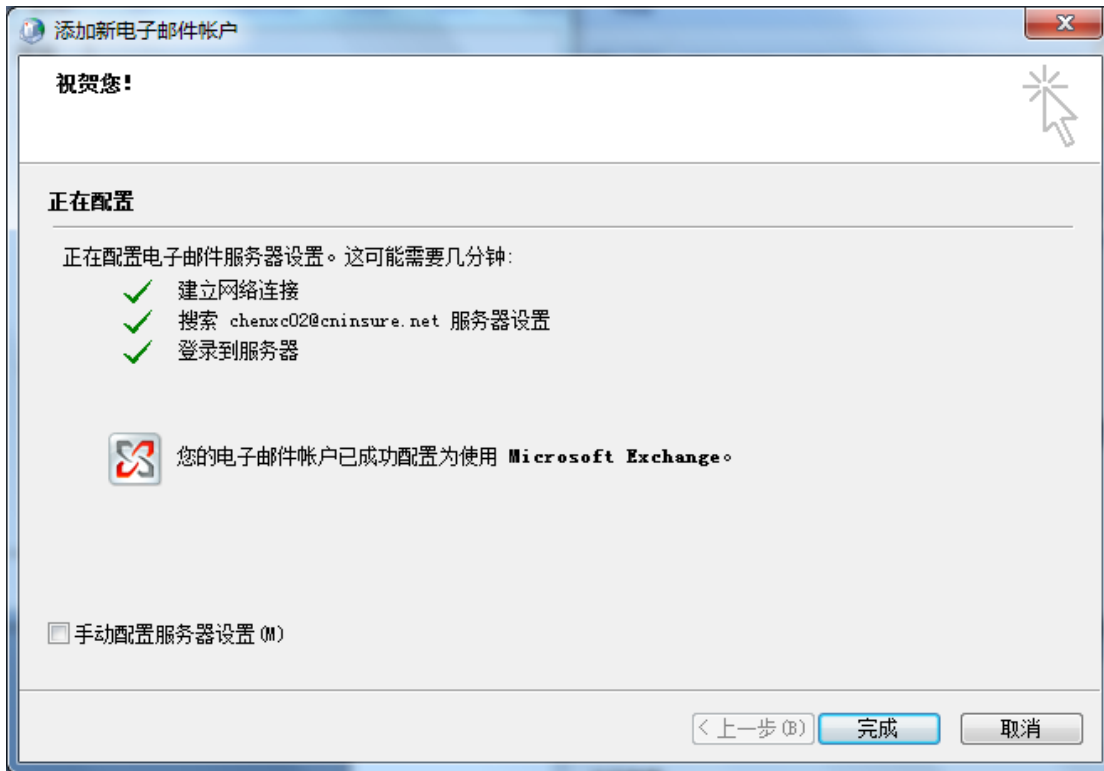 添加新电子邮件帐户
祝贺您!
正在配置
正在配置电子邮件服务器设置。这可能需要几分钟:
建立网络连接
搜索 chenxc02@cninsure.net 服务器设置
登录到服务器
您的电子邮件帐户已成功配置为使用 Microsoft Exchange。
手动配置服务器设置(M)
< 上一步(B) 完成 取消